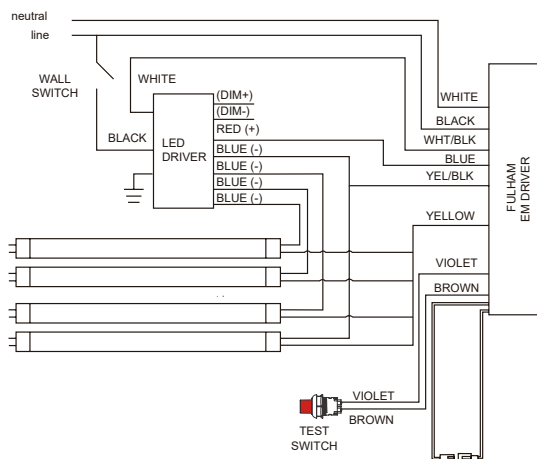 neutral
line
WALL
SWITCH
WHITE
BLACK
LED
DRIVER
(DIM+)
(DIM-)
RED (+)
BLUE (-)
BLUE (-)
BLUE (-)
BLUE (-)
WHITE
BLACK
WHT/BLK
BLUE
YEL/BLK
YELLOW
VIOLET
BROWN
FULHAM
EM DRIVER
VIOLET
BROWN
TEST
SWITCH